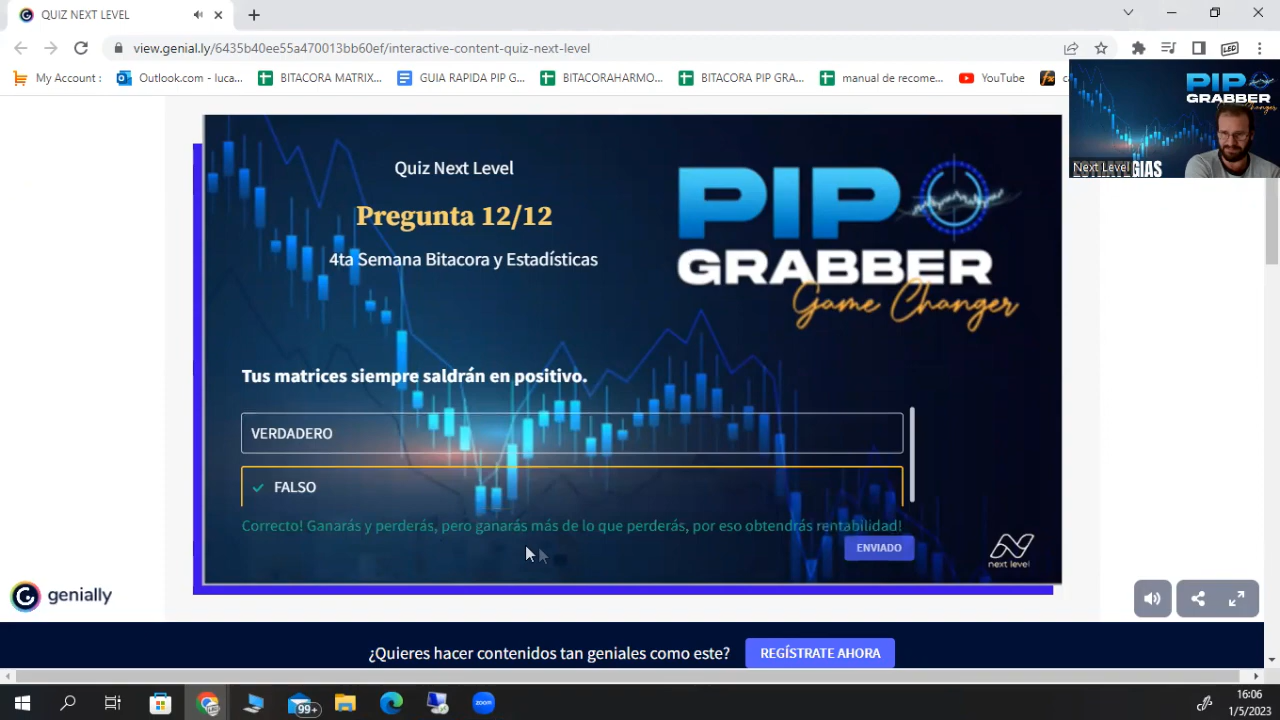 QUIZ NEXT LEVEL
view.genial.ly/6435b40ee55a470013bb60ef/interactive-content-quiz-next-level
LEO
My Account :
Outlook.com - luca...
BITACORA MATRIX...
GUIA RAPIDA PIP G...
BITACORAHARMO...
BITACORA PIP GRA...
manual de recome...
YouTube
PIP
GRABBER
Game Changer
Next Level
Quiz Next Level
Pregunta 12/12
4ta Semana Bitacora y Estadísticas
PIP
GRABBER
Game Changer
Tus matrices siempre saldrán en positivo.
VERDADERO
FALSO
Correcto! Ganarás y perderás, pero ganarás más de lo que perderás, por eso obtendrás rentabilidad!
ENVIADO
next level
genially
¿Quieres hacer contenidos tan geniales como este?
REGÍSTRATE AHORA
99+
zoom
16:06
1/5/2023